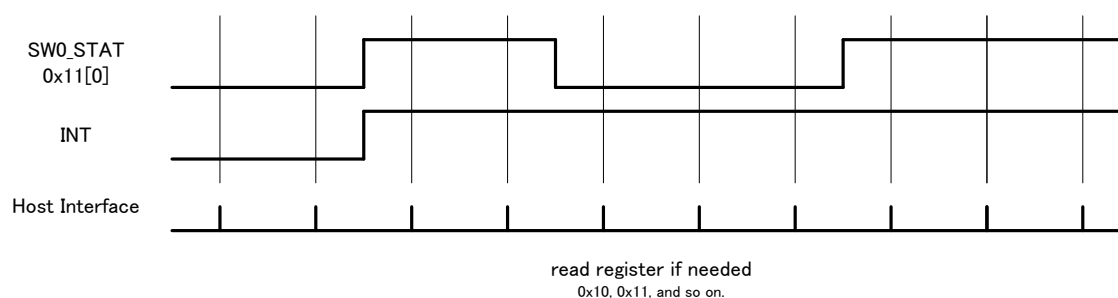 SW0_STAT
0x11[0]
INT
Host Interface
read register if needed
0x10, 0x11, and so on.